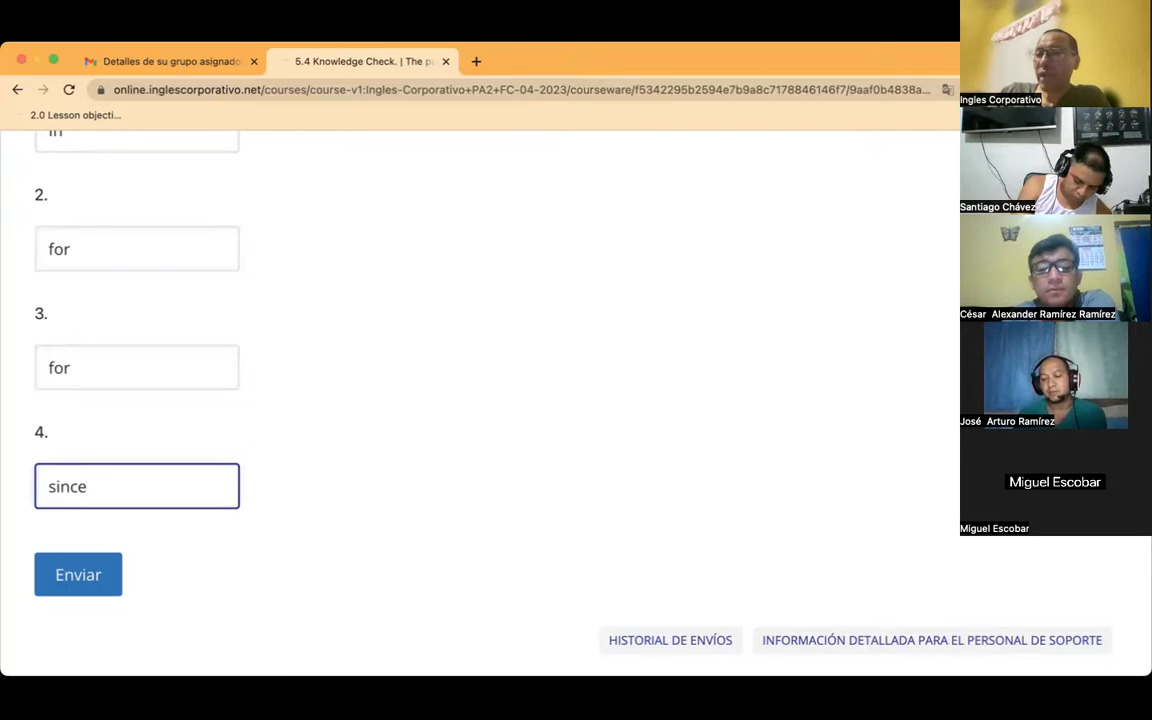 Detalles de su grupo asignado
5.4 Knowledge Check. | The p
online.inglescorporativo.net/courses/course-v1:Ingles-Corporativo+PA2+FC-04-2023/courseware/f5342295b2594e7b9a8c7178846146f7/9aaf0b4838a...
2.0 Lesson objecti...
in
2.
for
3.
for
4.
since
Enviar
HISTORIAL DE ENVÍOS
INFORMACIÓN DETALLADA PARA EL PERSONAL DE SOPORTE
Ingles Corporativo
Santiago Chávez
César Alexander Ramírez Ramírez
José Arturo Ramírez
Miguel Escobar
Miguel Escobar